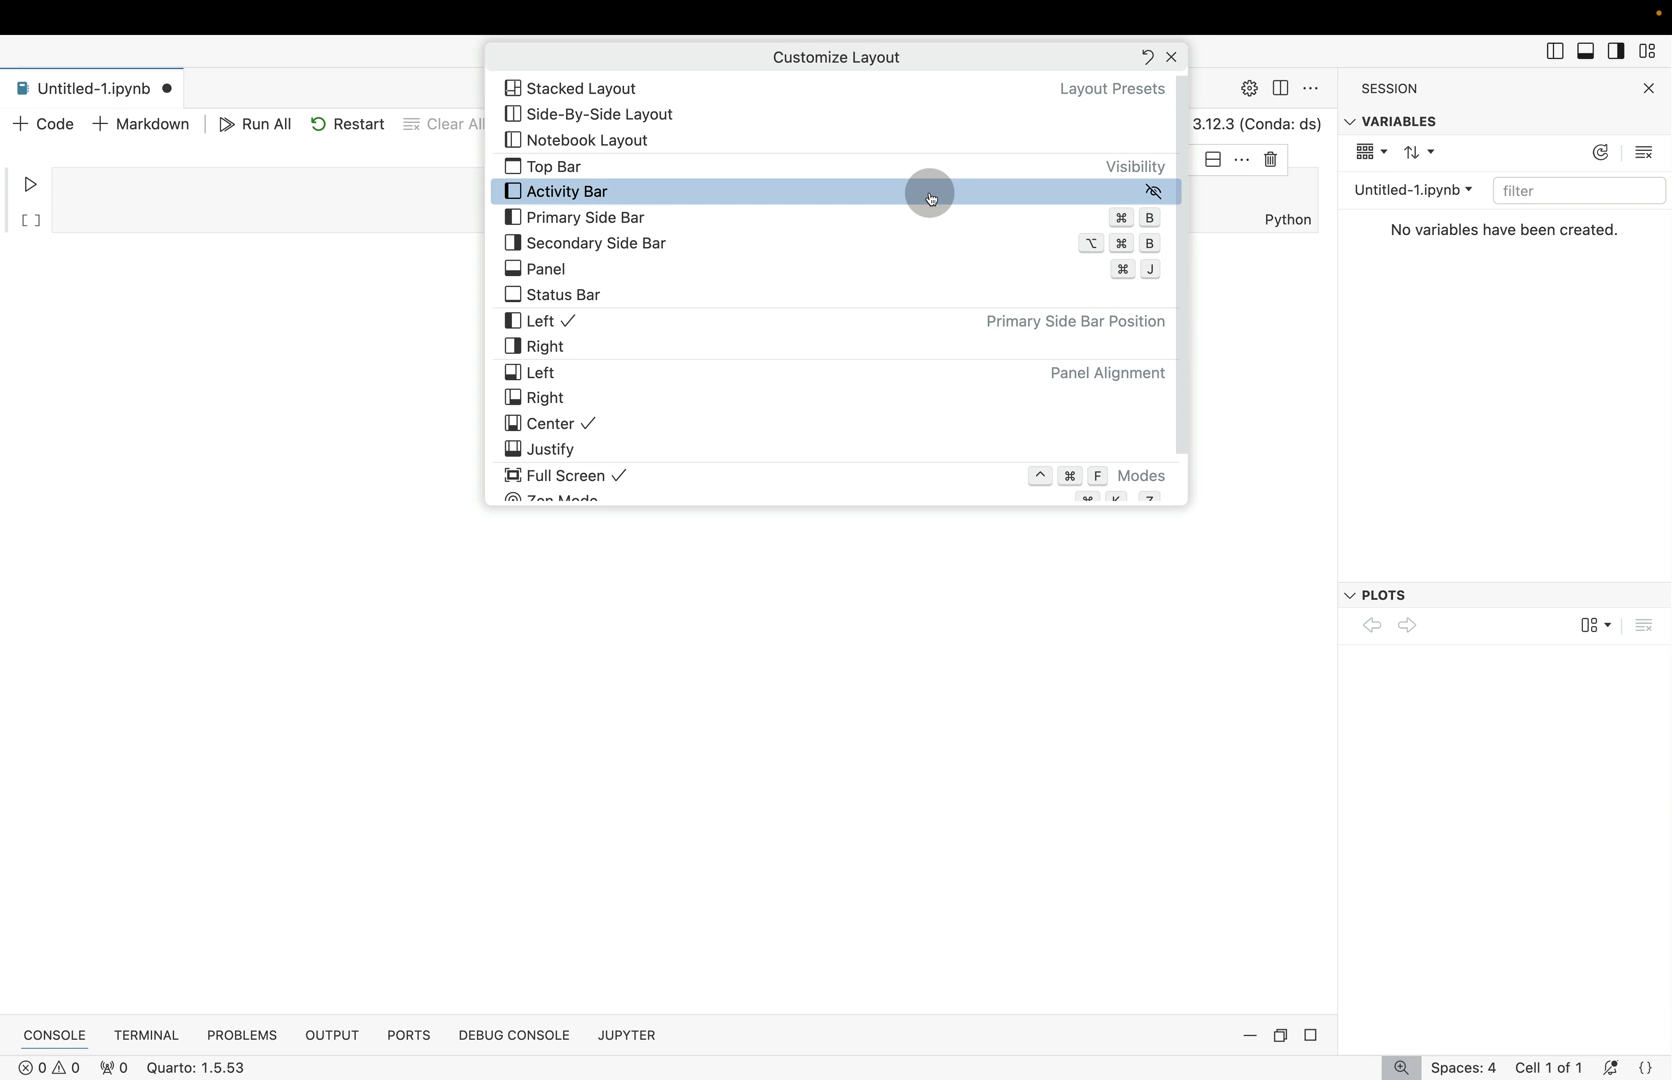 Customize Layout
Untitled-1.ipynb
Code Markdown Run All Restart Clear All
Stacked Layout Layout Presets
Side-By-Side Layout
Notebook Layout
Top Bar Visibility
Activity Bar
Primary Side Bar ⌘ B
Secondary Side Bar ⌥ ⌘ B
Panel ⌘ J
Status Bar
Left ✓ Primary Side Bar Position
Right
Left Panel Alignment
Right
Center ✓
Justify
Full Screen ✓ ^ ⌘ F Modes
Zen Mode ⌘ K Z
3.12.3 (Conda: ds)
[ ]
Python
SESSION
VARIABLES
Untitled-1.ipynb filter
No variables have been created.
PLOTS
CONSOLE TERMINAL PROBLEMS OUTPUT PORTS DEBUG CONSOLE JUPYTER
0 0 0 Quarto: 1.5.53 Spaces: 4 Cell 1 of 1 {}